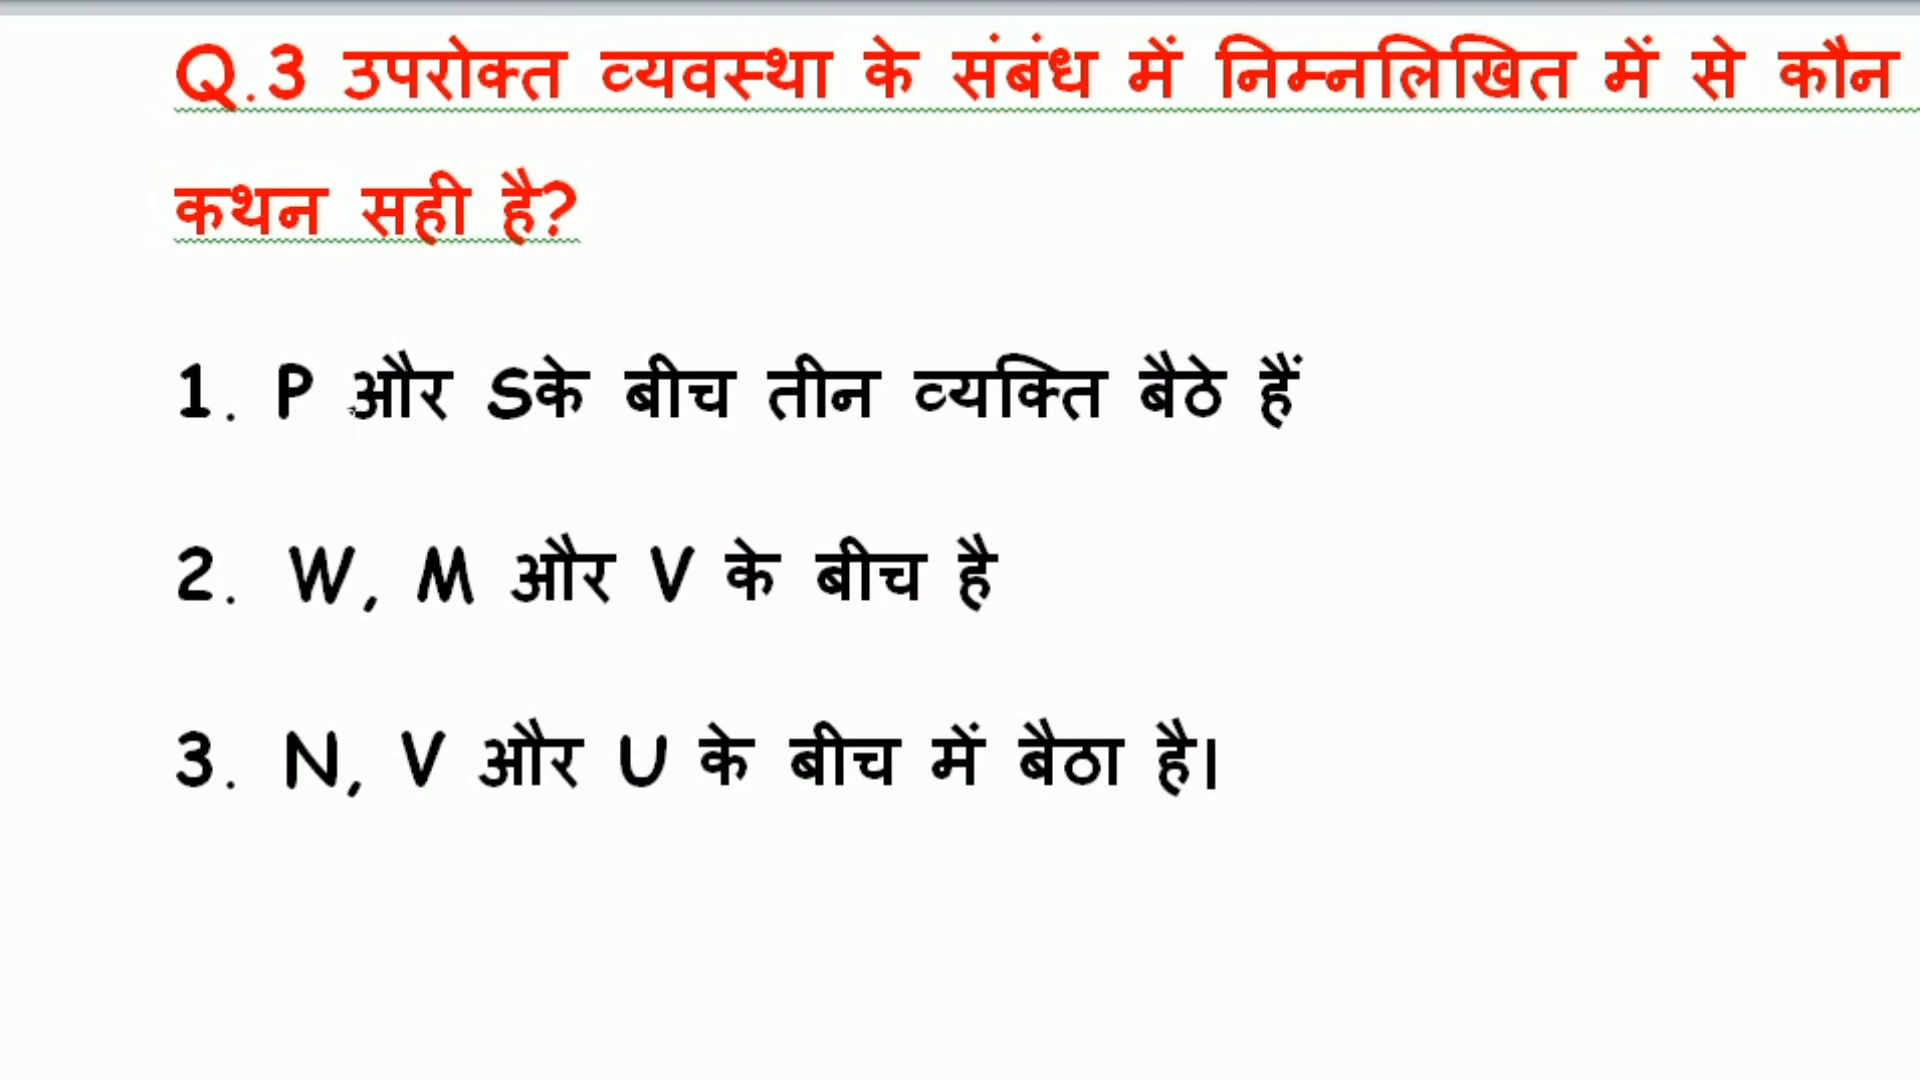 Q.3 उपरोक्त व्यवस्था के संबंध में निम्नलिखित में से कौन
कथन सही है?
1. P और Sके बीच तीन व्यक्ति बैठे हैं
2. W, M और V के बीच है
3. N, V और U के बीच में बैठा है।